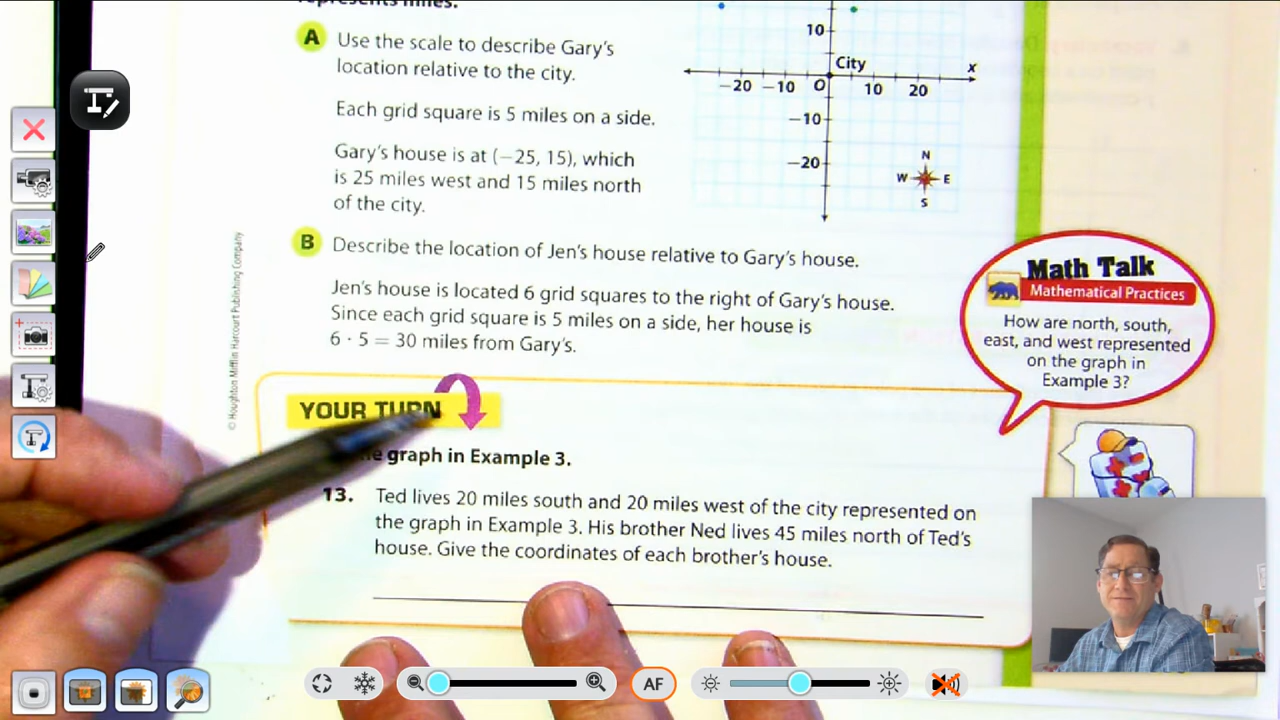 represents miles.
A Use the scale to describe Gary's
location relative to the city.
Each grid square is 5 miles on a side.
Gary's house is at (−25, 15), which
is 25 miles west and 15 miles north
of the city.
10
City
x
−20 −10 O 10 20
−10
−20
N
W E
S
B Describe the location of Jen's house relative to Gary's house.
Jen's house is located 6 grid squares to the right of Gary's house.
Since each grid square is 5 miles on a side, her house is
6 · 5 = 30 miles from Gary's.
Math Talk
Mathematical Practices
How are north, south,
east, and west represented
on the graph in
Example 3?
© Houghton Mifflin Harcourt Publishing Company
YOUR TURN
graph in Example 3.
13. Ted lives 20 miles south and 20 miles west of the city represented on
the graph in Example 3. His brother Ned lives 45 miles north of Ted's
house. Give the coordinates of each brother's house.
AF